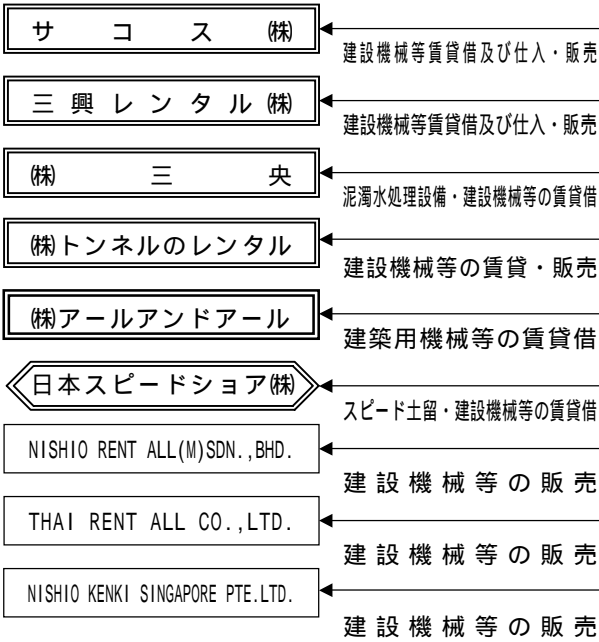 サコス㈱
建設機械等賃貸借及び仕入・販売
三興レンタル㈱
建設機械等賃貸借及び仕入・販売
㈱三央
泥濁水処理設備・建設機械等の賃貸借
㈱トンネルのレンタル
建設機械等の賃貸・販売
㈱アールアンドアール
建築用機械等の賃貸借
日本スピードショア㈱
スピード土留・建設機械等の賃貸借
NISHIO RENT ALL(M)SDN.,BHD.
建設機械等の販売
THAI RENT ALL CO.,LTD.
建設機械等の販売
NISHIO KENKI SINGAPORE PTE.LTD.
建設機械等の販売